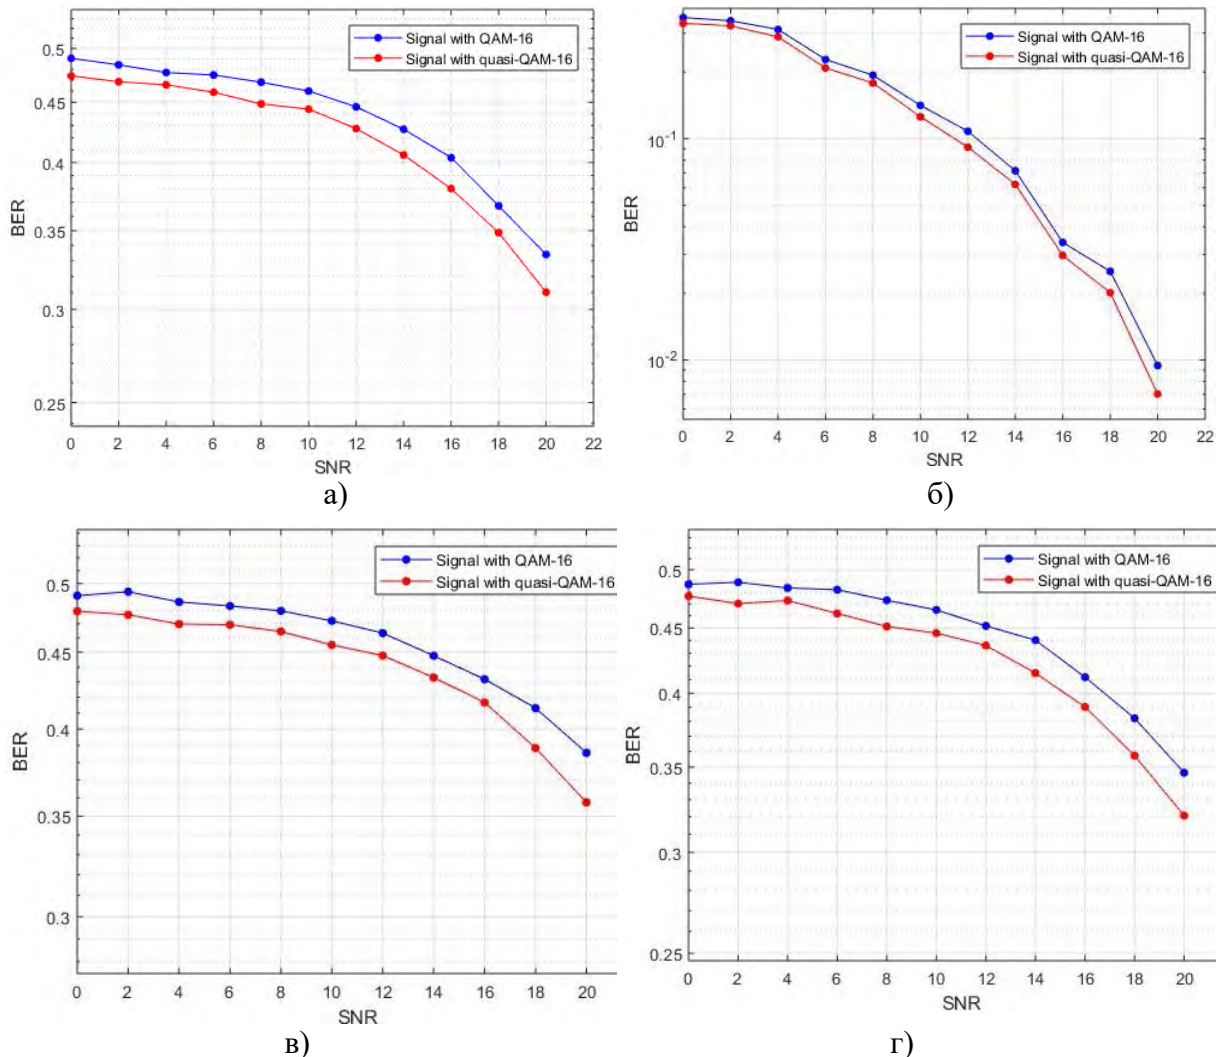 Signal with QAM-16
Signal with quasi-QAM-16
0.5
0.45
0.4
0.35
0.3
0.25
BER
0 2 4 6 8 10 12 14 16 18 20 22
SNR
а)
Signal with QAM-16
Signal with quasi-QAM-16
10⁻¹
10⁻²
BER
0 2 4 6 8 10 12 14 16 18 20 22
SNR
б)
Signal with QAM-16
Signal with quasi-QAM-16
0.5
0.45
0.4
0.35
0.3
BER
0 2 4 6 8 10 12 14 16 18 20
SNR
в)
Signal with QAM-16
Signal with quasi-QAM-16
0.5
0.45
0.4
0.35
0.3
0.25
BER
0 2 4 6 8 10 12 14 16 18 20
SNR
г)